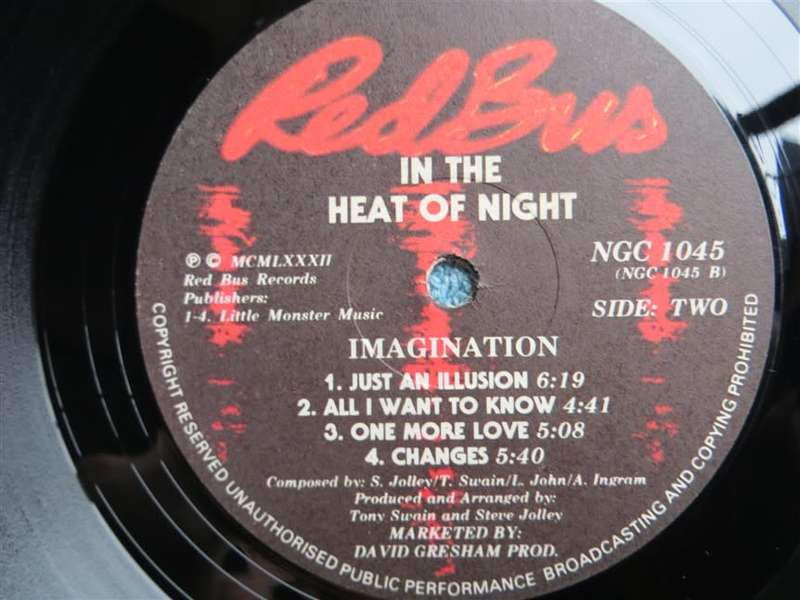 Red Bus
IN THE
HEAT OF NIGHT
℗ © MCMLXXXII
Red Bus Records
Publishers:
1-4. Little Monster Music
NGC 1045
(NGC 1045 B)
SIDE: TWO
IMAGINATION
1. JUST AN ILLUSION 6:19
2. ALL I WANT TO KNOW 4:41
3. ONE MORE LOVE 5:08
4. CHANGES 5:40
Composed by: S. Jolley/T. Swain/L. John/A. Ingram
Produced and Arranged by:
Tony Swain and Steve Jolley
MARKETED BY:
DAVID GRESHAM PROD.
COPYRIGHT RESERVED UNAUTHORISED PUBLIC PERFORMANCE BROADCASTING AND COPYING PROHIBITED